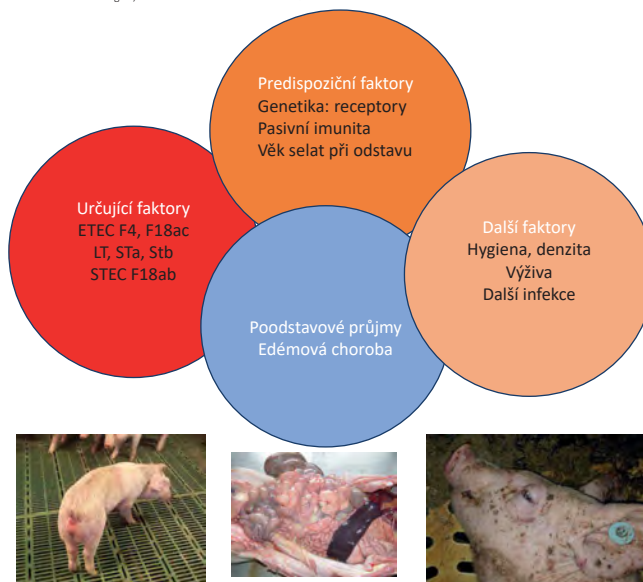 Predispoziční faktory
Genetika: receptory
Pasivní imunita
Věk selat při odstavu
Určující faktory
ETEC F4, F18ac
LT, STa, Stb
STEC F18ab
Další faktory
Hygiena, denzita
Výživa
Další infekce
Poodstavové průjmy
Edémová choroba